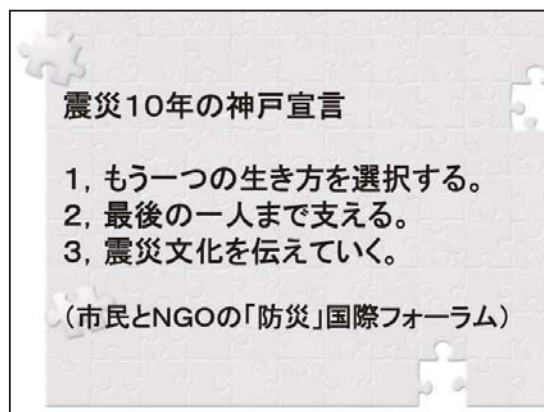 震災10年の神戸宣言
1, もう一つの生き方を選択する。
2, 最後の一人まで支える。
3, 震災文化を伝えていく。
(市民とNGOの「防災」国際フォーラム)